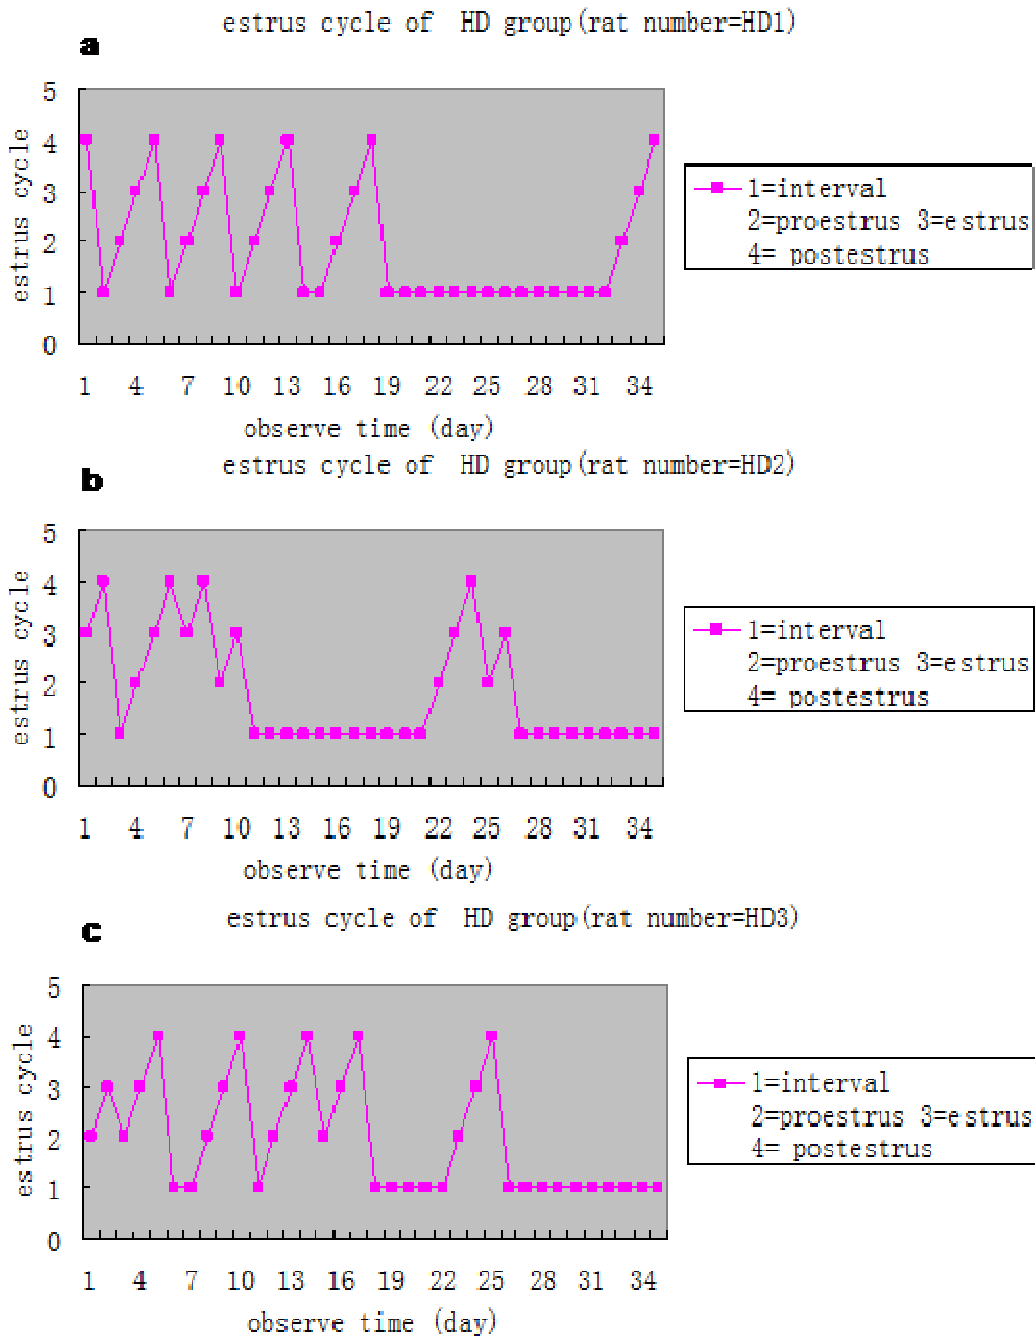 estrus cycle of HD group(rat number=HD1)
a
5
4
3
2
1
0
estrus cycle
1 4 7 10 13 16 19 22 25 28 31 34
observe time (day)
1=interval
2=proestrus 3=estrus
4= postestrus
estrus cycle of HD group(rat number=HD2)
b
5
4
3
2
1
0
estrus cycle
1 4 7 10 13 16 19 22 25 28 31 34
observe time (day)
1=interval
2=proestrus 3=estrus
4= postestrus
estrus cycle of HD group(rat number=HD3)
c
5
4
3
2
1
0
estrus cycle
1 4 7 10 13 16 19 22 25 28 31 34
observe time (day)
1=interval
2=proestrus 3=estrus
4= postestrus